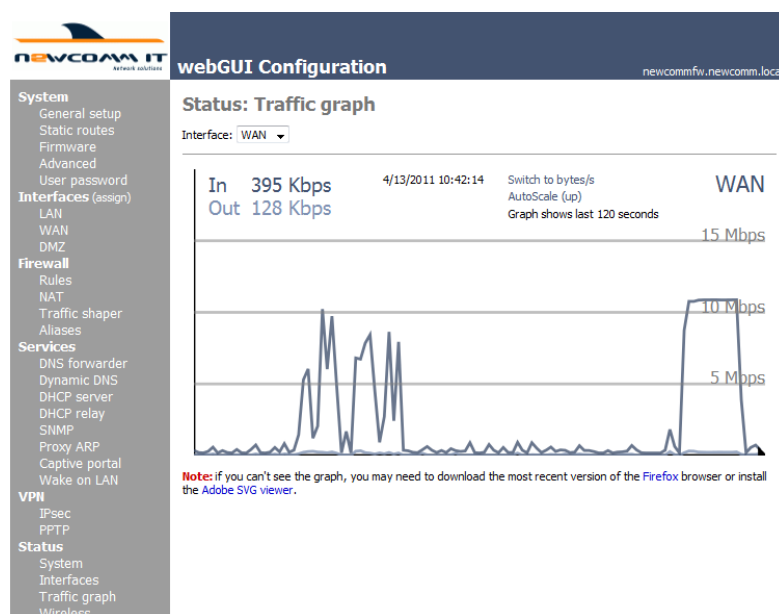 newcomm IT
Network solutions
webGUI Configuration
newcommfw.newcomm.loca
System
General setup
Static routes
Firmware
Advanced
User password
Interfaces (assign)
LAN
WAN
DMZ
Firewall
Rules
NAT
Traffic shaper
Aliases
Services
DNS forwarder
Dynamic DNS
DHCP server
DHCP relay
SNMP
Proxy ARP
Captive portal
Wake on LAN
VPN
IPsec
PPTP
Status
System
Interfaces
Traffic graph
Wireless
Status: Traffic graph
Interface: WAN
In 395 Kbps
Out 128 Kbps
4/13/2011 10:42:14
Switch to bytes/s
AutoScale (up)
Graph shows last 120 seconds
WAN
15 Mbps
10 Mbps
5 Mbps
Note: if you can't see the graph, you may need to download the most recent version of the Firefox browser or install
the Adobe SVG viewer.